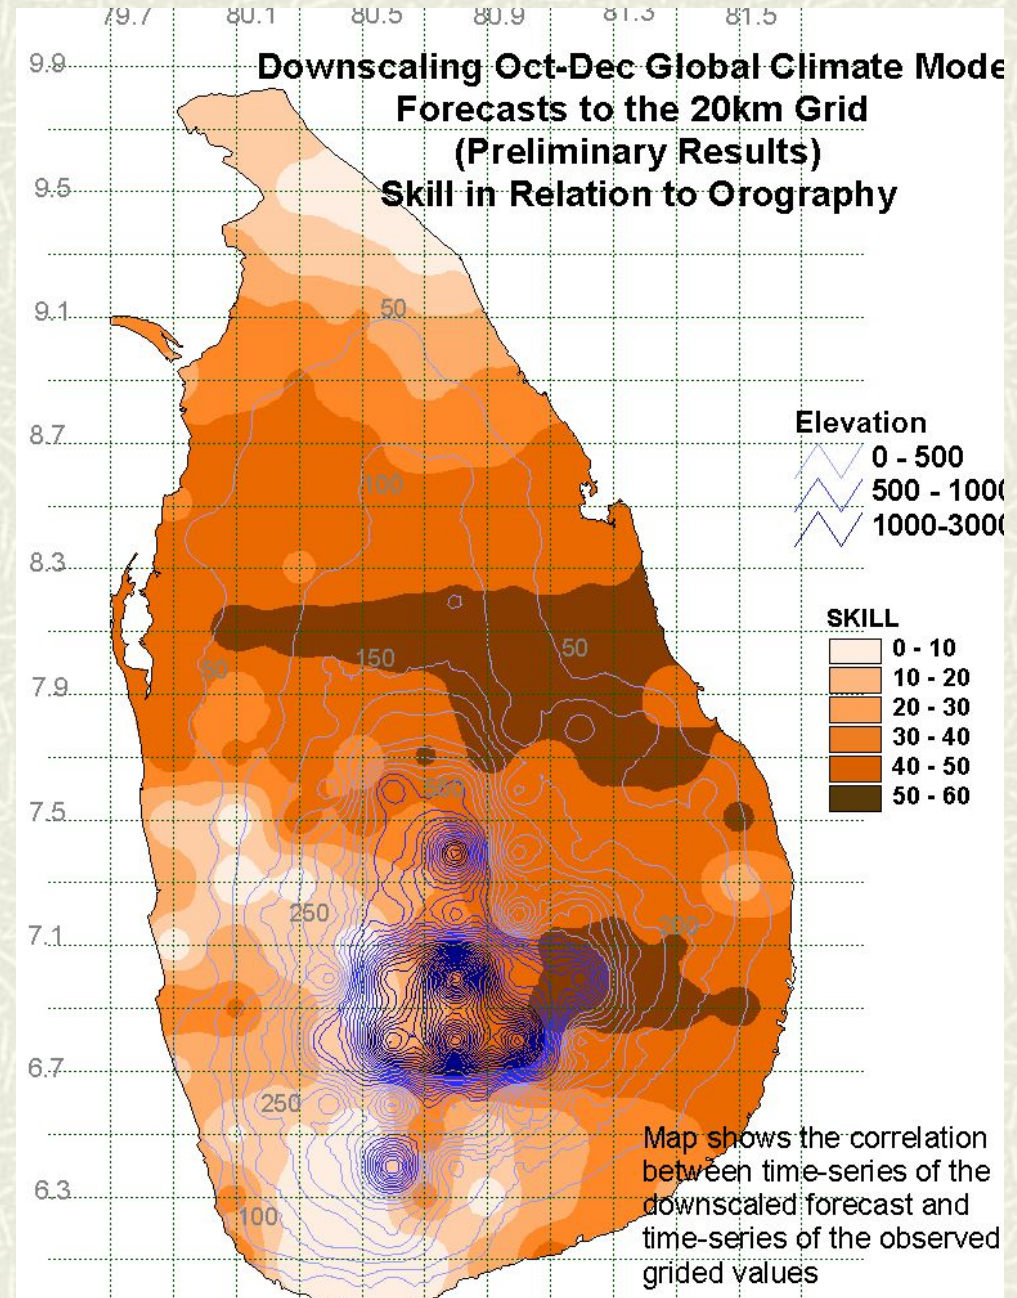 79.7 80.1 80.5 80.9 81.3 81.5
9.9
Downscaling Oct-Dec Global Climate Mode
Forecasts to the 20km Grid
(Preliminary Results)
Skill in Relation to Orography
9.5
9.1
50
8.7
Elevation
0 - 500
500 - 1000
1000-3000
100
8.3
SKILL
0 - 10
10 - 20
20 - 30
30 - 40
40 - 50
50 - 60
50
150
50
7.9
7.5
250
7.1
6.7
250
6.3
100
Map shows the correlation
between time-series of the
downscaled forecast and
time-series of the observed
grided values